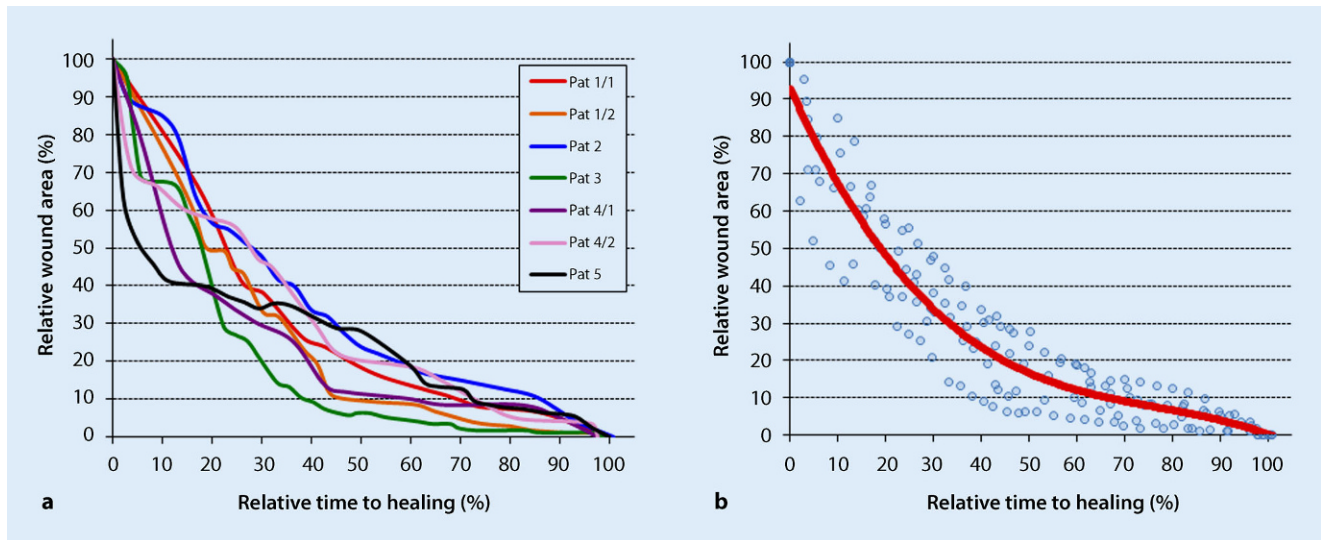 100
90
80
70
60
50
40
30
20
10
0
Relative wound area (%)
0 10 20 30 40 50 60 70 80 90 100
Relative time to healing (%)
a
Pat 1/1
Pat 1/2
Pat 2
Pat 3
Pat 4/1
Pat 4/2
Pat 5
100
90
80
70
60
50
40
30
20
10
0
Relative wound area (%)
0 10 20 30 40 50 60 70 80 90 100
Relative time to healing (%)
b